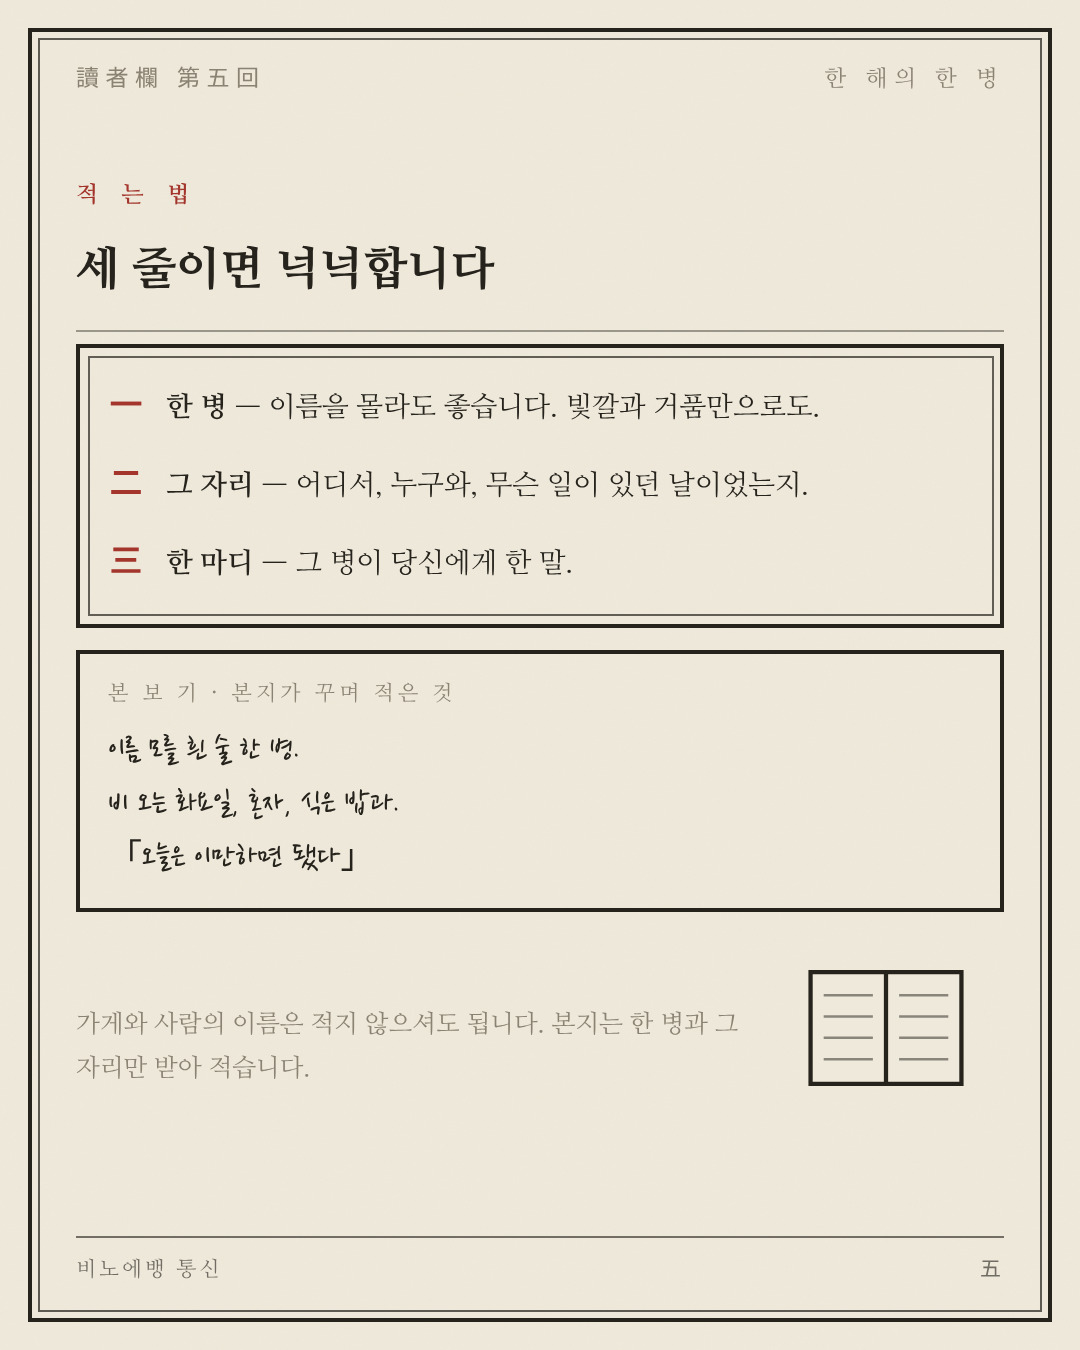 讀者欄 第五回
한 해의 한 병
적는법
세 줄이면 넉넉합니다
一 한 병 — 이름을 몰라도 좋습니다. 빛깔과 거품만으로도.
二 그 자리 — 어디서, 누구와, 무슨 일이 있던 날이었는지.
三 한 마디 — 그 병이 당신에게 한 말.
본보기 · 본지가 꾸며 적은 것
이름 모를 흰 술 한 병.
비 오는 화요일, 혼자, 식은 밥과.
「오늘은 이만하면 됐다」
가게와 사람의 이름은 적지 않으셔도 됩니다. 본지는 한 병과 그
자리만 받아 적습니다.
비노에뱅 통신
五